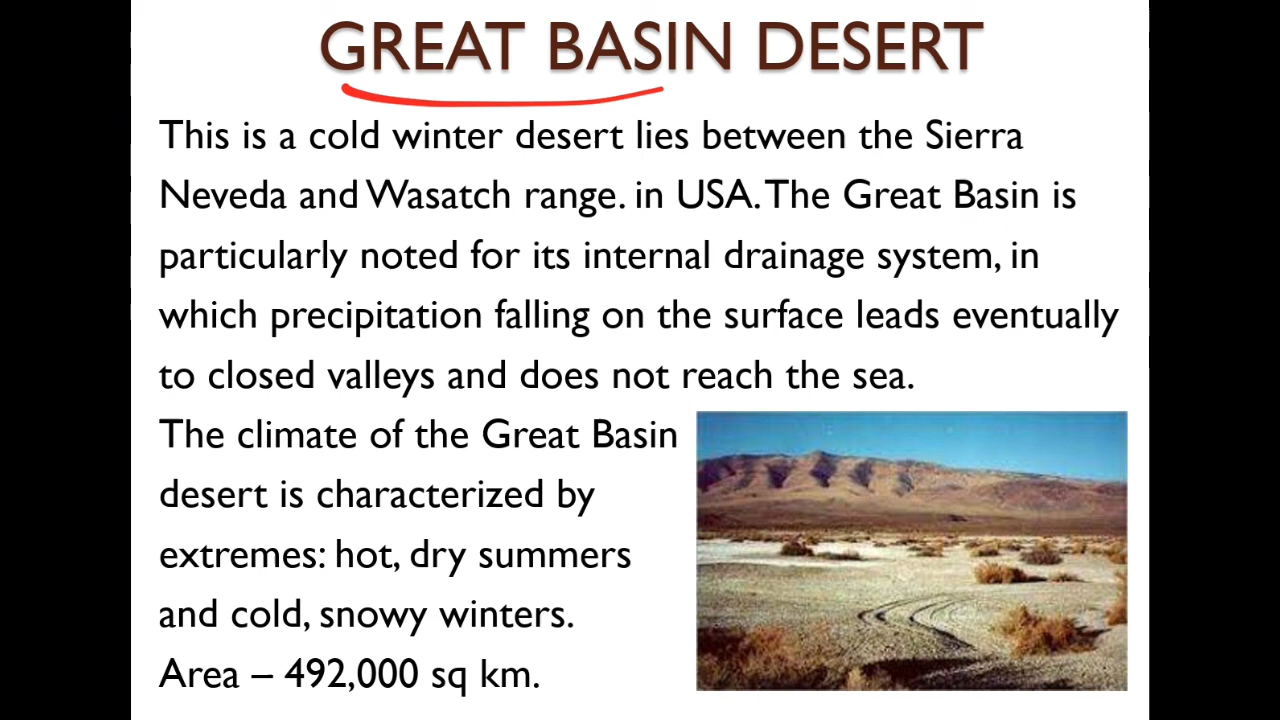 GREAT BASIN DESERT
This is a cold winter desert lies between the Sierra
Neveda and Wasatch range. in USA. The Great Basin is
particularly noted for its internal drainage system, in
which precipitation falling on the surface leads eventually
to closed valleys and does not reach the sea.
The climate of the Great Basin
desert is characterized by
extremes: hot, dry summers
and cold, snowy winters.
Area – 492,000 sq km.